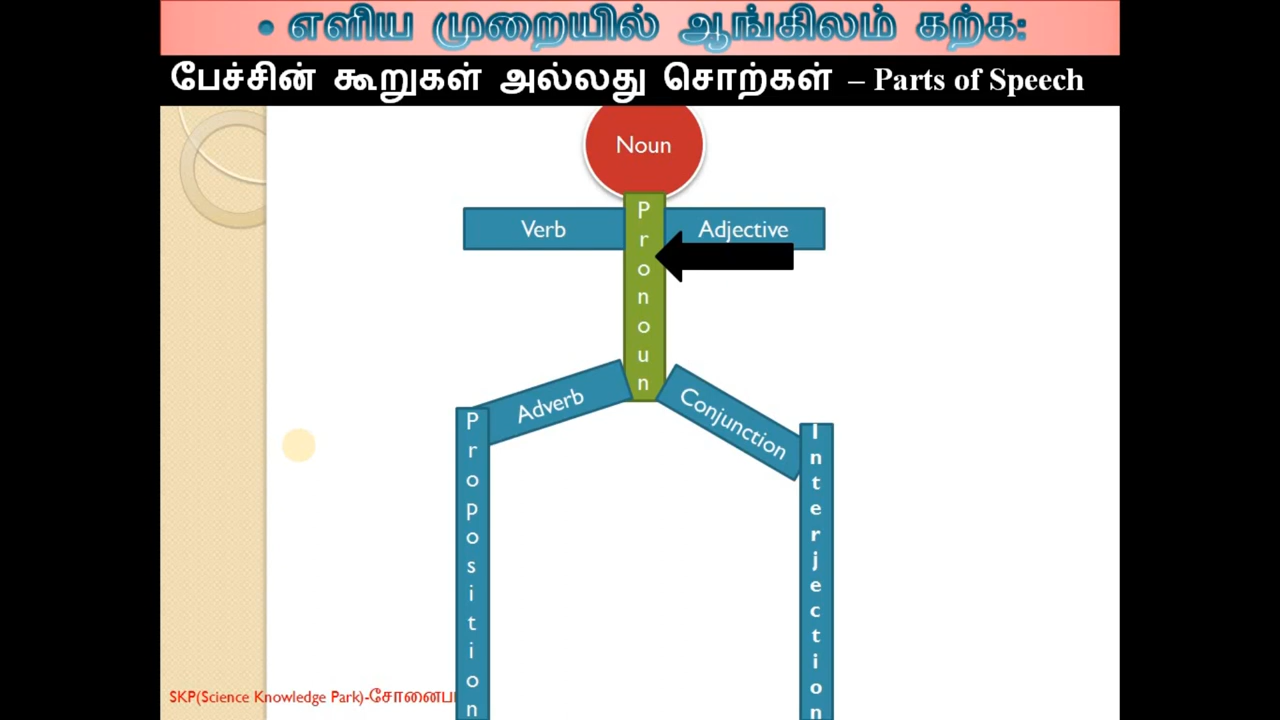 • எளிய முறையில் ஆங்கிலம் கற்க:
பேச்சின் கூறுகள் அல்லது சொற்கள் – Parts of Speech
Noun
Verb
Pronoun
Adjective
Adverb
Conjunction
Proposition
Interjection
SKP(Science Knowledge Park)-